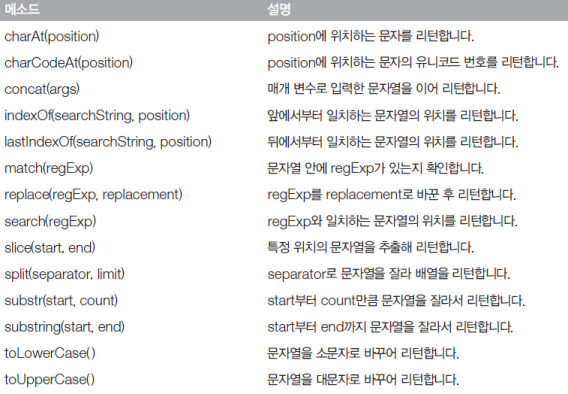 메소드 설명
charAt(position) position에 위치하는 문자를 리턴합니다.
charCodeAt(position) position에 위치하는 문자의 유니코드 번호를 리턴합니다.
concat(args) 매개 변수로 입력한 문자열을 이어 리턴합니다.
indexOf(searchString, position) 앞에서부터 일치하는 문자열의 위치를 리턴합니다.
lastIndexOf(searchString, position) 뒤에서부터 일치하는 문자열의 위치를 리턴합니다.
match(regExp) 문자열 안에 regExp가 있는지 확인합니다.
replace(regExp, replacement) regExp를 replacement로 바꾼 후 리턴합니다.
search(regExp) regExp와 일치하는 문자열의 위치를 리턴합니다.
slice(start, end) 특정 위치의 문자열을 추출해 리턴합니다.
split(separator, limit) separator로 문자열을 잘라 배열을 리턴합니다.
substr(start, count) start부터 count만큼 문자열을 잘라서 리턴합니다.
substring(start, end) start부터 end까지 문자열을 잘라서 리턴합니다.
toLowerCase() 문자열을 소문자로 바꾸어 리턴합니다.
toUpperCase() 문자열을 대문자로 바꾸어 리턴합니다.